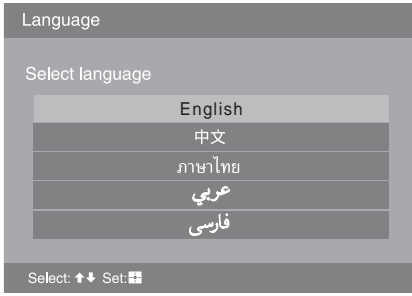 Language
Select language
English
中文
ภาษาไทย
عربي
فارسی
Select: ⬆⬇ Set: